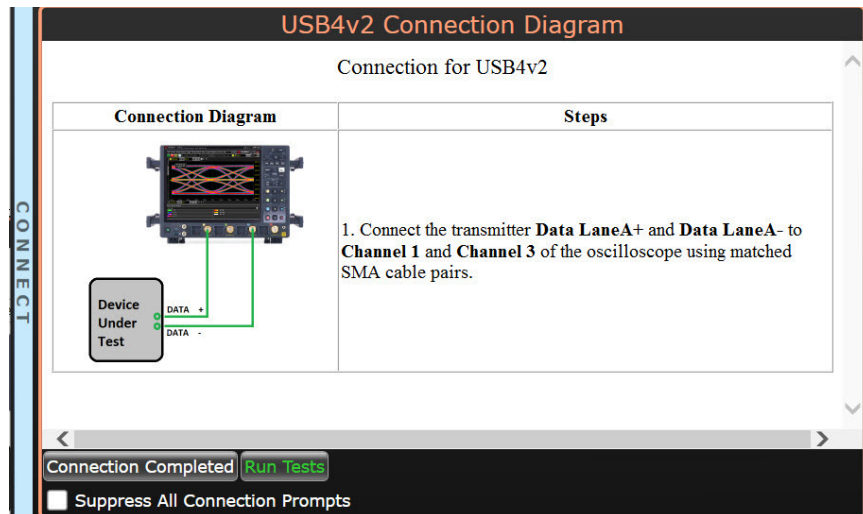 USB4v2 Connection Diagram
Connection for USB4v2
Connection Diagram
Steps
CONNECT
Device
Under
Test
DATA +
DATA -
1. Connect the transmitter Data LaneA+ and Data LaneA- to
Channel 1 and Channel 3 of the oscilloscope using matched
SMA cable pairs.
Connection Completed
Run Tests
Suppress All Connection Prompts